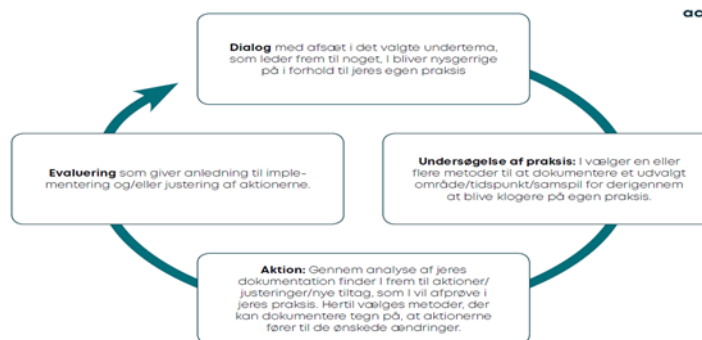 ac
Dialog med afsæt i det valgte undertema,
som leder frem til noget, I bliver nysgerrige
på i forhold til jeres egen praksis
Evaluering som giver anledning til imple-
mentering og/eller justering af aktionerne.
Undersøgelse af praksis: I vælger en eller
flere metoder til at dokumentere et udvalgt
område/tidspunkt/samspil for derigennem
at blive klogere på egen praksis.
Aktion: Gennem analyse af jeres
dokumentation finder I frem til aktioner/
justeringer/nye tiltag, som I vil afprøve i
jeres praksis. Hertil vælges metoder, der
kan dokumentere tegn på, at aktionerne
fører til de ønskede ændringer.